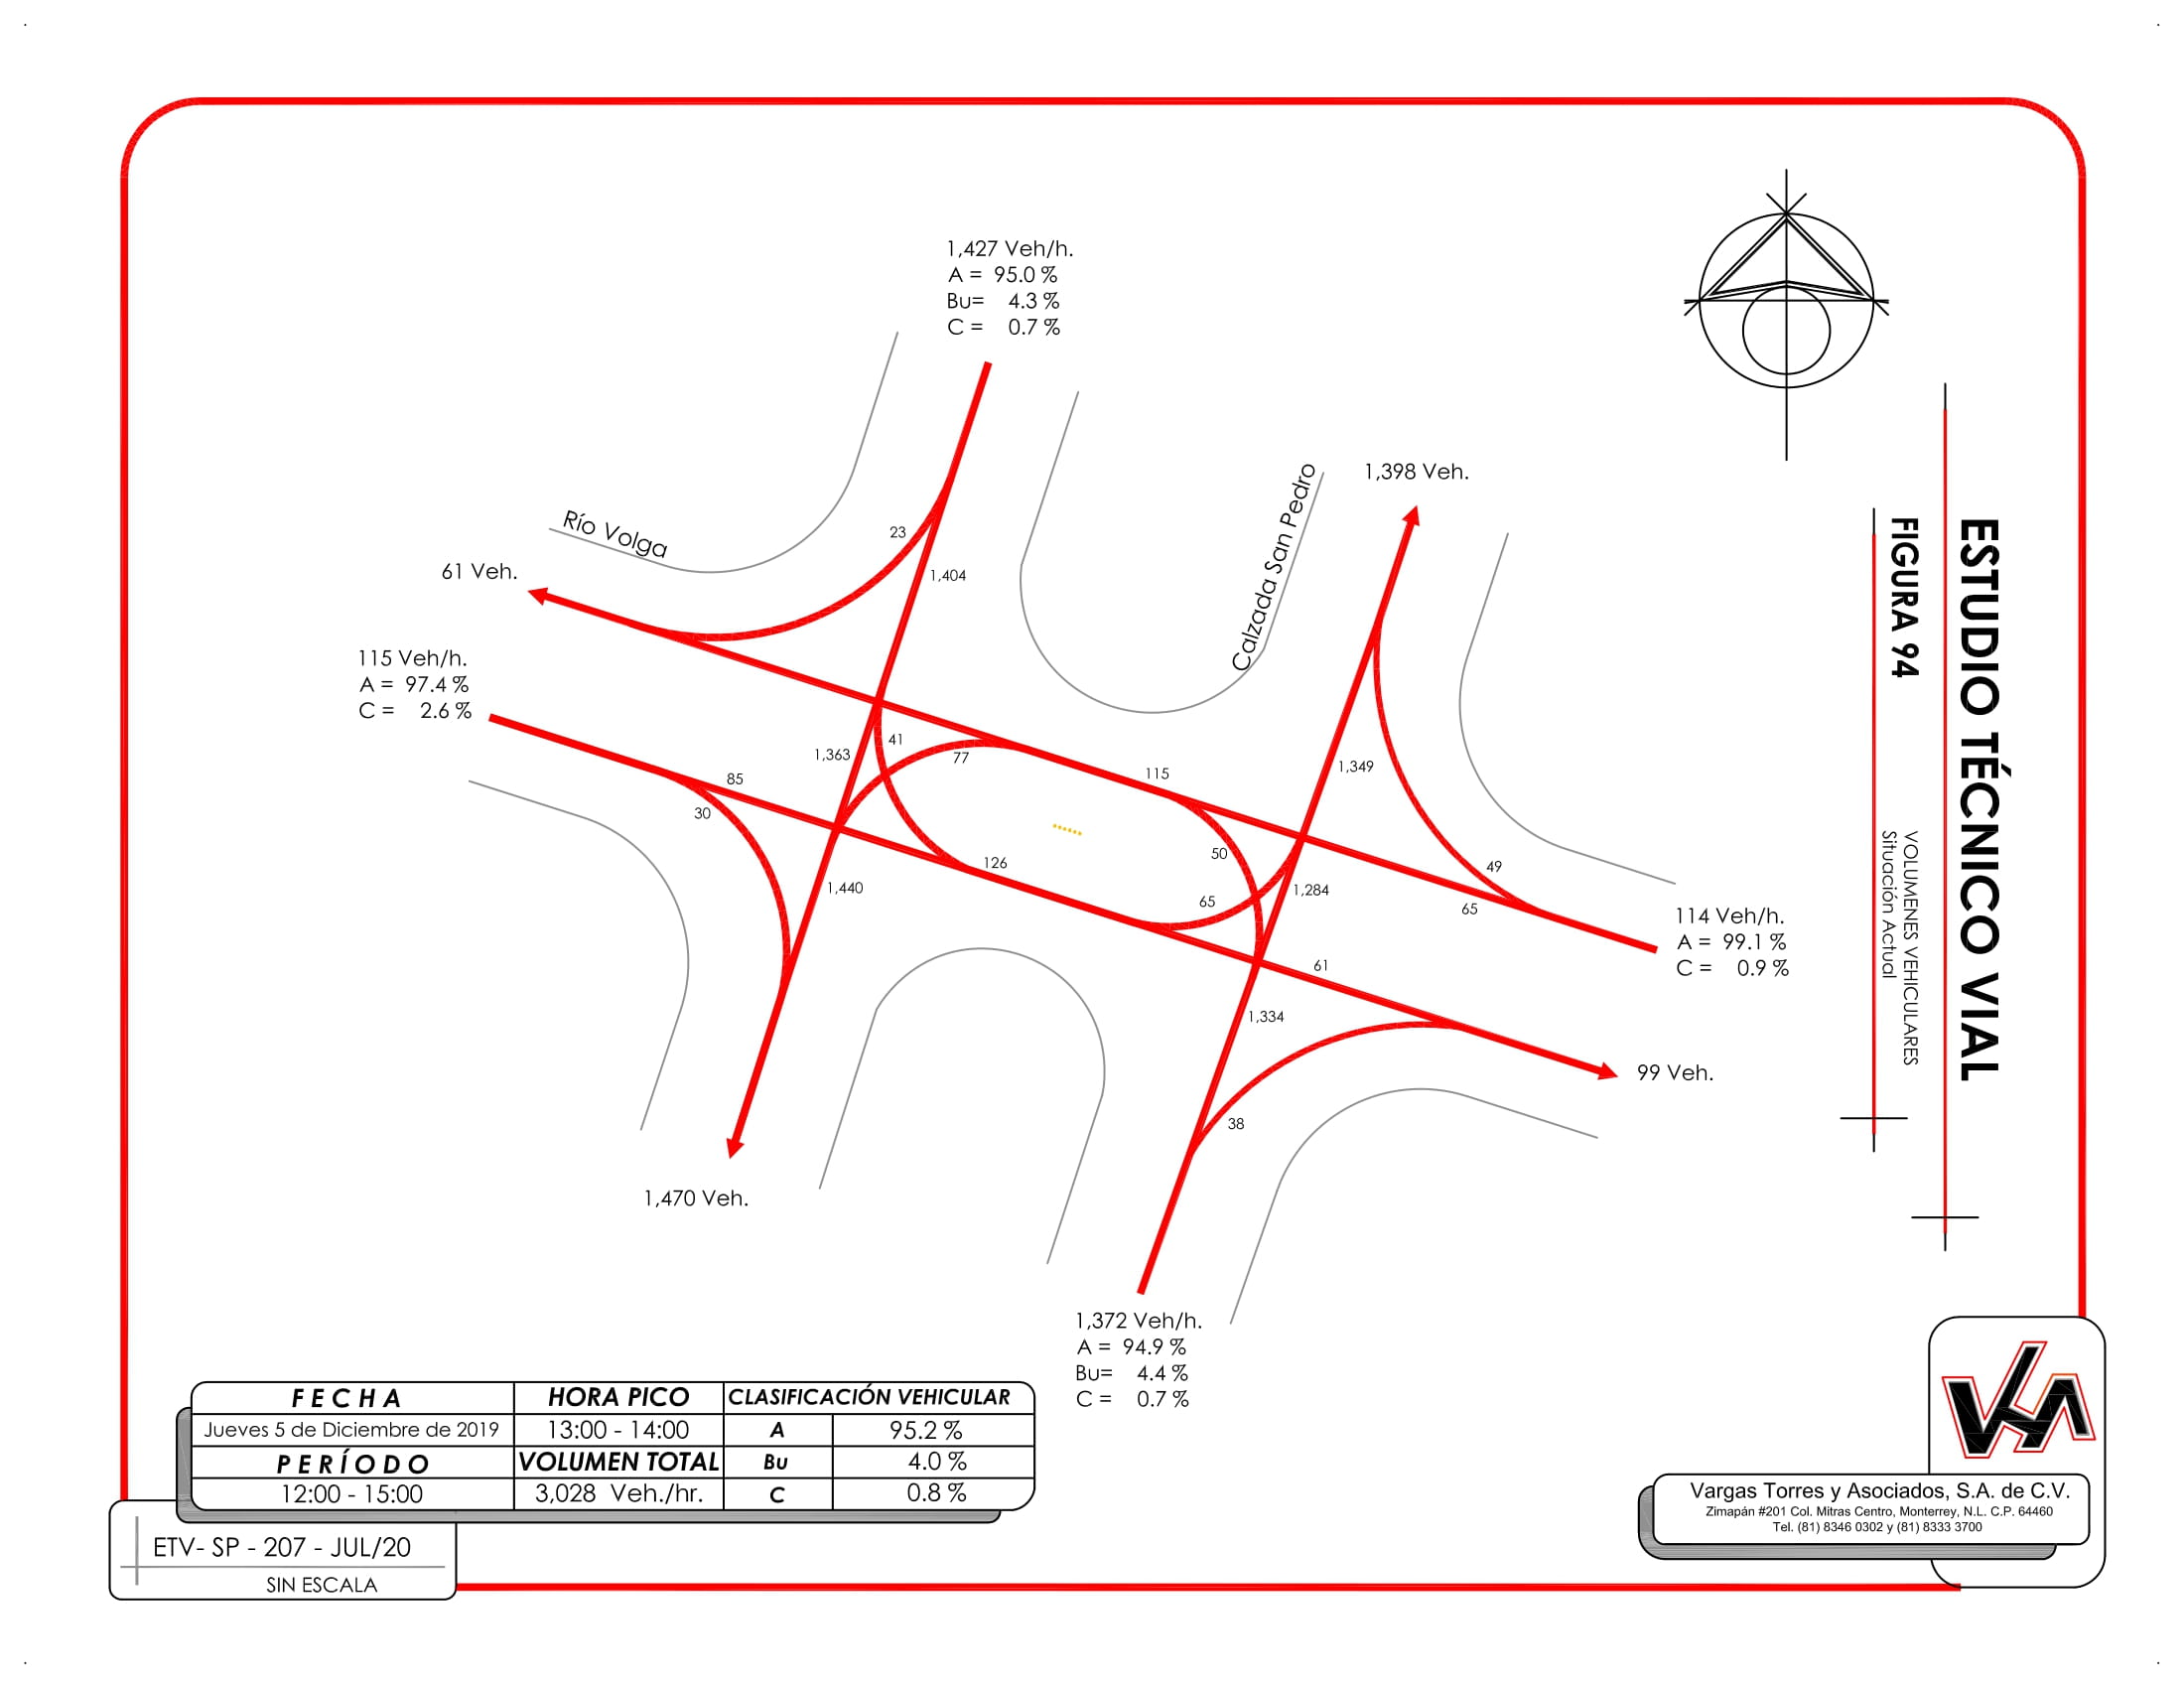 1,427 Veh/h.
A = 95.0 %
Bu= 4.3 %
C = 0.7 %
Calzada San Pedro
1,398 Veh.
Río Volga
23
1,404
61 Veh.
115 Veh/h.
A = 97.4 %
C = 2.6 %
41
77
1,363
115
1,349
85
30
50
49
126
1,440
1,284
65
65
114 Veh/h.
A = 99.1 %
C = 0.9 %
61
1,334
99 Veh.
38
1,470 Veh.
1,372 Veh/h.
A = 94.9 %
Bu= 4.4 %
C = 0.7 %
ESTUDIO TÉCNICO VIAL
FIGURA 94
VOLUMENES VEHICULARES
Situación Actual
FECHA HORA PICO CLASIFICACIÓN VEHICULAR
Jueves 5 de Diciembre de 2019 13:00 - 14:00 A 95.2 %
PERÍODO VOLUMEN TOTAL Bu 4.0 %
12:00 - 15:00 3,028 Veh./hr. C 0.8 %
ETV- SP - 207 - JUL/20
SIN ESCALA
Vargas Torres y Asociados, S.A. de C.V.
Zimapán #201 Col. Mitras Centro, Monterrey, N.L. C.P. 64460
Tel. (81) 8346 0302 y (81) 8333 3700